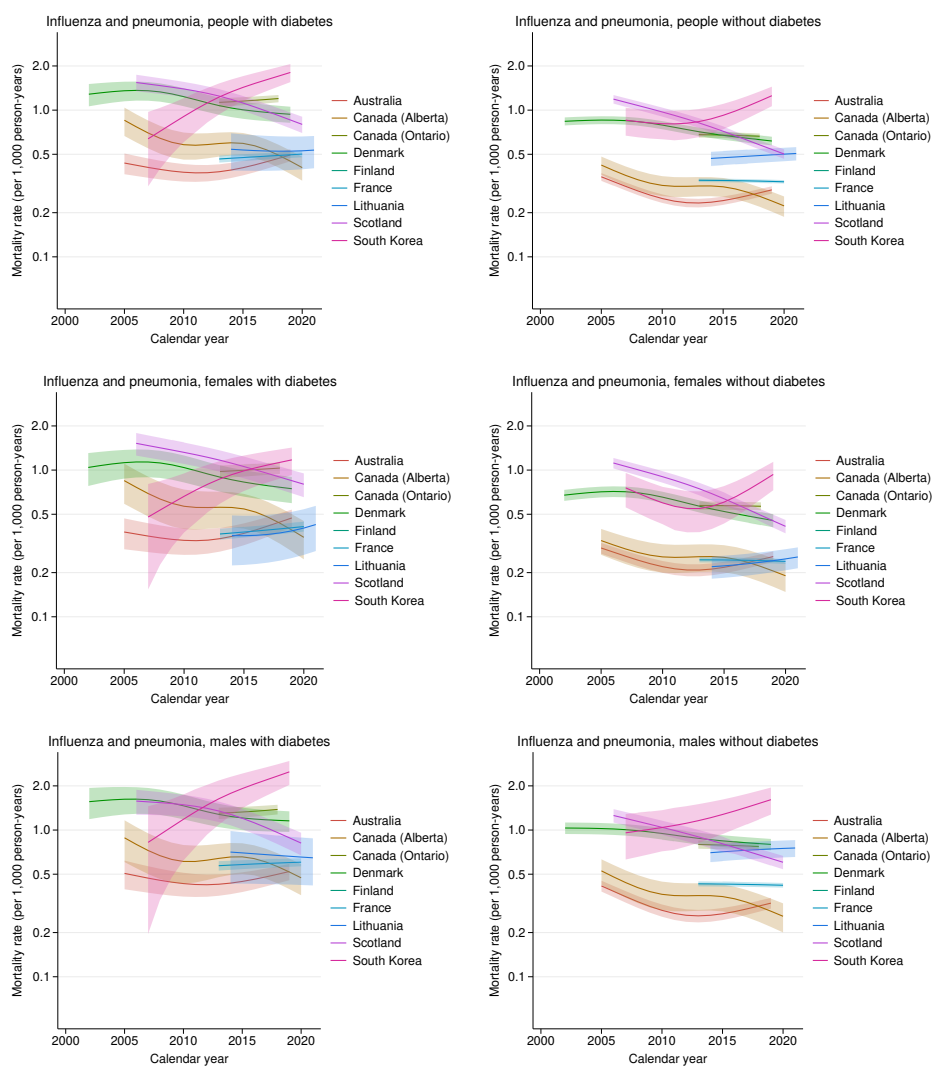 Influenza and pneumonia, people with diabetes
Mortality rate (per 1,000 person-years)
2.0
1.0
0.5
0.2
0.1
2000 2005 2010 2015 2020
Calendar year
Australia
Canada (Alberta)
Canada (Ontario)
Denmark
Finland
France
Lithuania
Scotland
South Korea
Influenza and pneumonia, people without diabetes
Mortality rate (per 1,000 person-years)
2.0
1.0
0.5
0.2
0.1
2000 2005 2010 2015 2020
Calendar year
Australia
Canada (Alberta)
Canada (Ontario)
Denmark
Finland
France
Lithuania
Scotland
South Korea
Influenza and pneumonia, females with diabetes
Mortality rate (per 1,000 person-years)
2.0
1.0
0.5
0.2
0.1
2000 2005 2010 2015 2020
Calendar year
Australia
Canada (Alberta)
Canada (Ontario)
Denmark
Finland
France
Lithuania
Scotland
South Korea
Influenza and pneumonia, females without diabetes
Mortality rate (per 1,000 person-years)
2.0
1.0
0.5
0.2
0.1
2000 2005 2010 2015 2020
Calendar year
Australia
Canada (Alberta)
Canada (Ontario)
Denmark
Finland
France
Lithuania
Scotland
South Korea
Influenza and pneumonia, males with diabetes
Mortality rate (per 1,000 person-years)
2.0
1.0
0.5
0.2
0.1
2000 2005 2010 2015 2020
Calendar year
Australia
Canada (Alberta)
Canada (Ontario)
Denmark
Finland
France
Lithuania
Scotland
South Korea
Influenza and pneumonia, males without diabetes
Mortality rate (per 1,000 person-years)
2.0
1.0
0.5
0.2
0.1
2000 2005 2010 2015 2020
Calendar year
Australia
Canada (Alberta)
Canada (Ontario)
Denmark
Finland
France
Lithuania
Scotland
South Korea